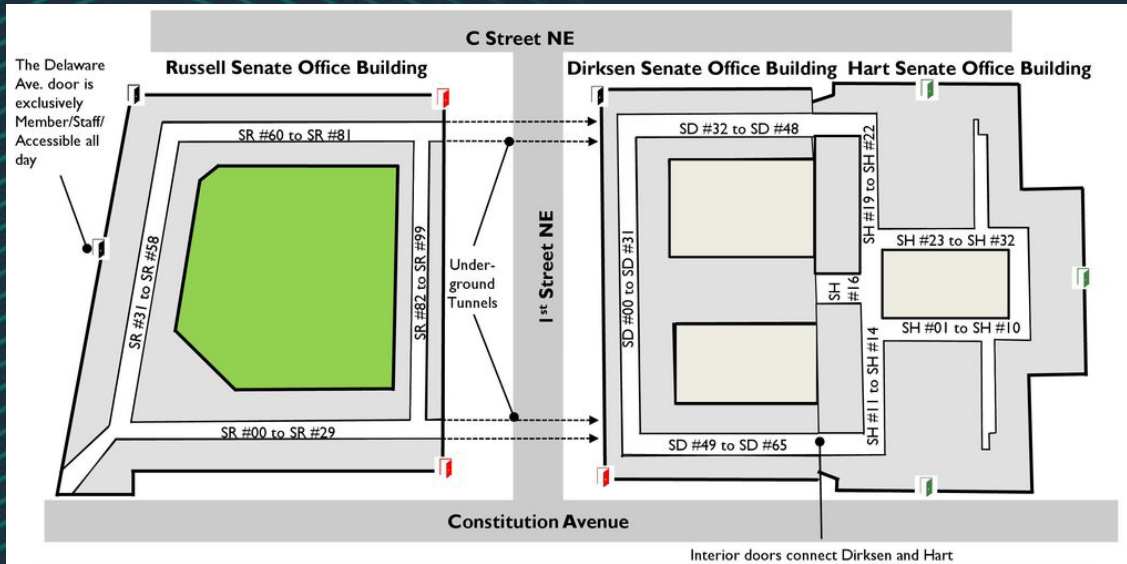 C Street NE
The Delaware
Ave. door is
exclusively
Member/Staff/
Accessible all
day
Russell Senate Office Building
Dirksen Senate Office Building
Hart Senate Office Building
SR #60 to SR #81
SR #31 to SR #58
SR #82 to SR #99
SR #00 to SR #29
Under-
ground
Tunnels
1st Street NE
SD #32 to SD #48
SD #00 to SD #31
SD #49 to SD #65
SH #19 to SH #22
SH #23 to SH #32
SH
#16
SH #01 to SH #10
SH #11 to SH #14
Constitution Avenue
Interior doors connect Dirksen and Hart